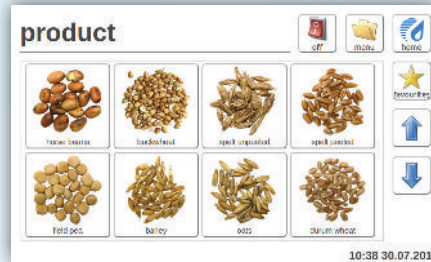 product
off
menu
home
horse beans
buckwheat
spelt unpeeled
spelt peeled
favourites
field pea
barley
oats
durum wheat
10:38 30.07.201